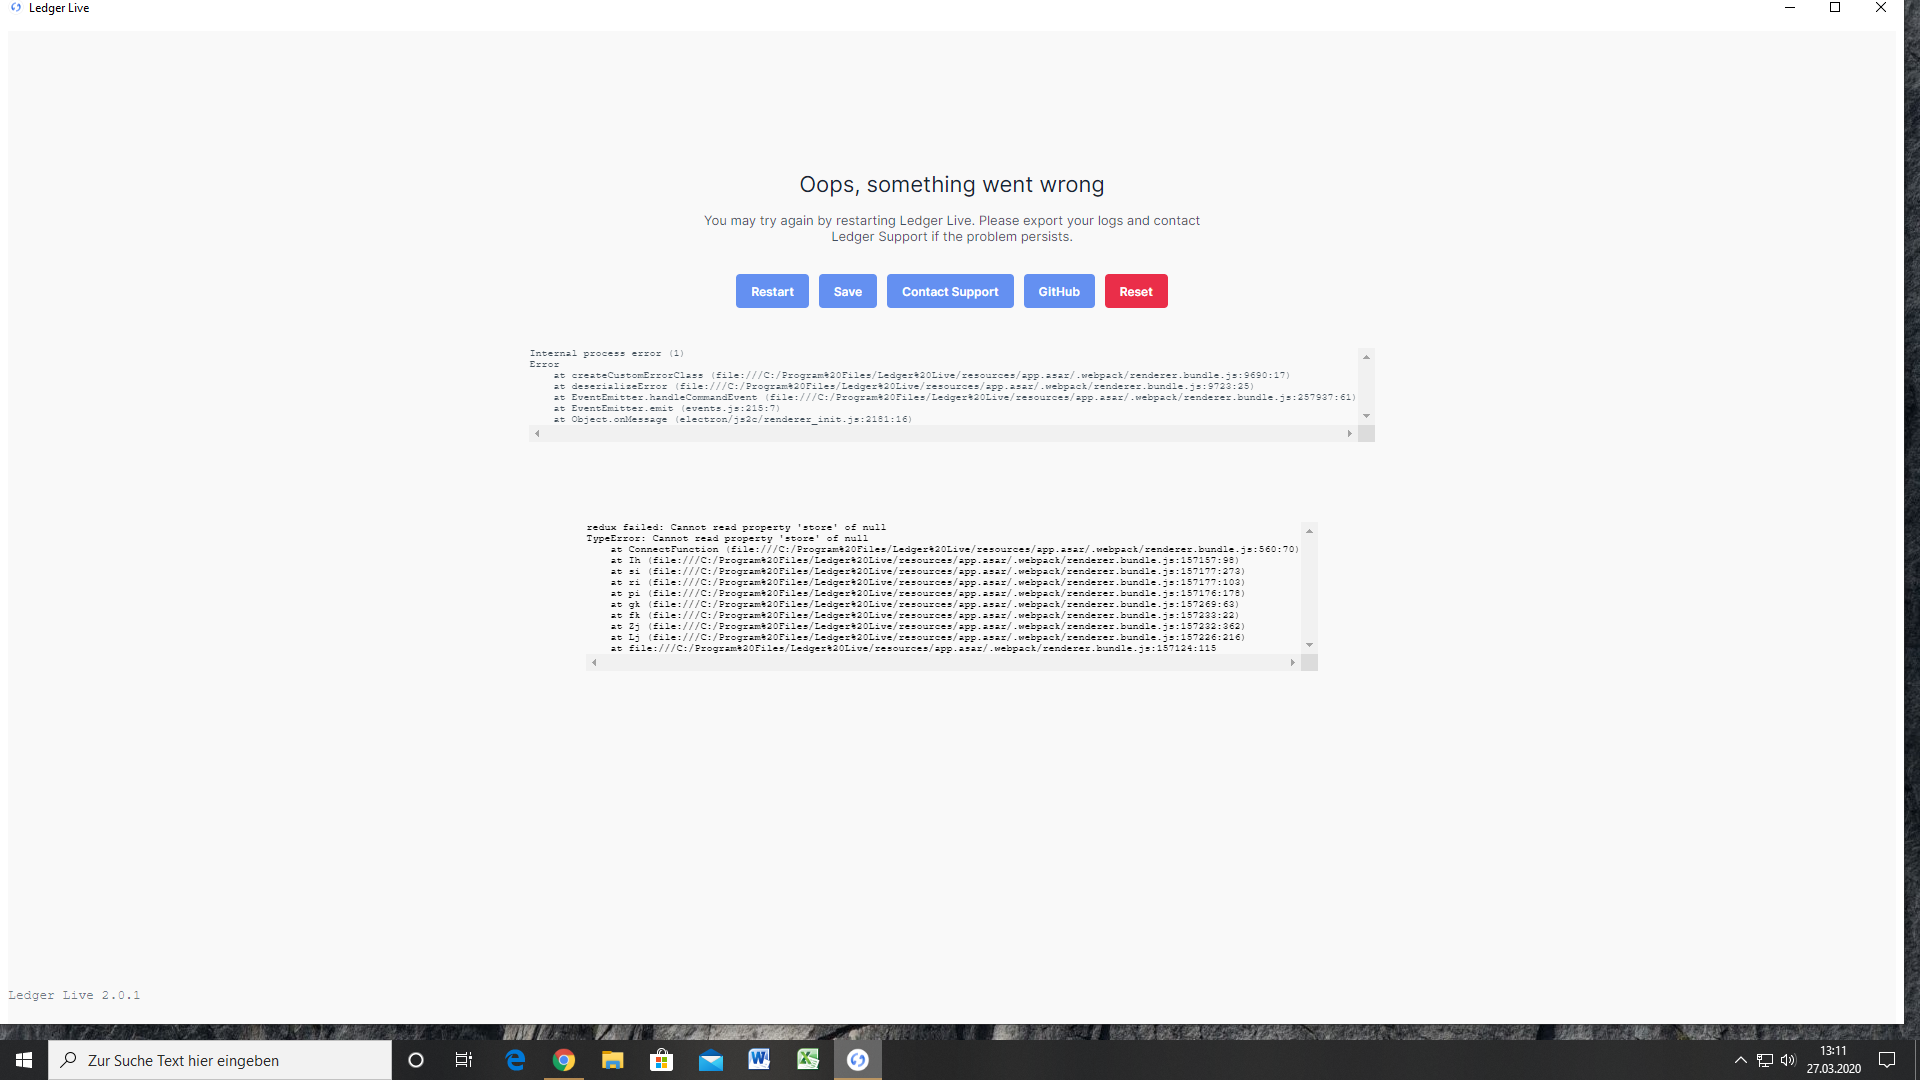 Ledger Live
Oops, something went wrong
You may try again by restarting Ledger Live. Please export your logs and contact
Ledger Support if the problem persists.
Restart Save Contact Support GitHub Reset
Internal process error (1)
Error
    at createCustomErrorClass (file:///C:/Program%20Files/Ledger%20Live/resources/app.asar/.webpack/renderer.bundle.js:9690:17)
    at deserializeError (file:///C:/Program%20Files/Ledger%20Live/resources/app.asar/.webpack/renderer.bundle.js:9723:25)
    at EventEmitter.handleCommandEvent (file:///C:/Program%20Files/Ledger%20Live/resources/app.asar/.webpack/renderer.bundle.js:257937:61)
    at EventEmitter.emit (events.js:215:7)
    at Object.onMessage (electron/js2c/renderer_init.js:2181:16)
redux failed: Cannot read property 'store' of null
TypeError: Cannot read property 'store' of null
    at ConnectFunction (file:///C:/Program%20Files/Ledger%20Live/resources/app.asar/.webpack/renderer.bundle.js:560:70)
    at Ih (file:///C:/Program%20Files/Ledger%20Live/resources/app.asar/.webpack/renderer.bundle.js:157157:98)
    at si (file:///C:/Program%20Files/Ledger%20Live/resources/app.asar/.webpack/renderer.bundle.js:157177:273)
    at ri (file:///C:/Program%20Files/Ledger%20Live/resources/app.asar/.webpack/renderer.bundle.js:157177:103)
    at pi (file:///C:/Program%20Files/Ledger%20Live/resources/app.asar/.webpack/renderer.bundle.js:157176:178)
    at gk (file:///C:/Program%20Files/Ledger%20Live/resources/app.asar/.webpack/renderer.bundle.js:157269:63)
    at fk (file:///C:/Program%20Files/Ledger%20Live/resources/app.asar/.webpack/renderer.bundle.js:157233:22)
    at Zj (file:///C:/Program%20Files/Ledger%20Live/resources/app.asar/.webpack/renderer.bundle.js:157232:362)
    at Lj (file:///C:/Program%20Files/Ledger%20Live/resources/app.asar/.webpack/renderer.bundle.js:157226:216)
    at file:///C:/Program%20Files/Ledger%20Live/resources/app.asar/.webpack/renderer.bundle.js:157124:115
Ledger Live 2.0.1
Zur Suche Text hier eingeben
13:11
27.03.2020